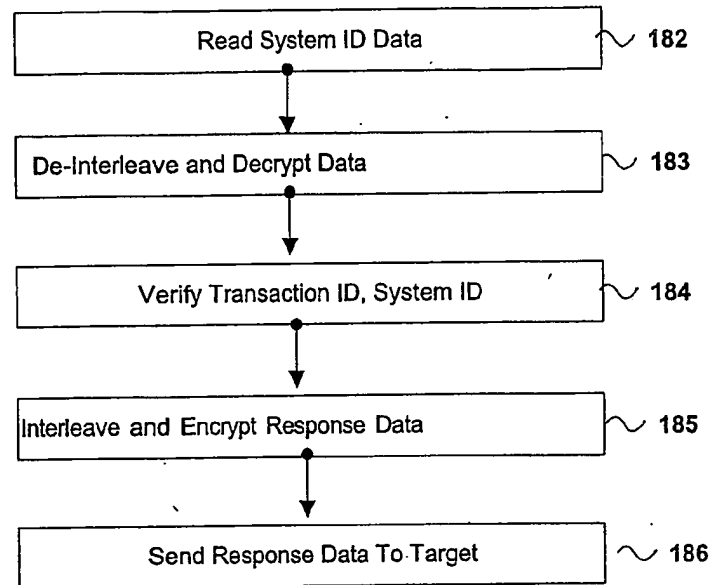 Read System ID Data 182
De-Interleave and Decrypt Data 183
Verify Transaction ID, System ID 184
Interleave and Encrypt Response Data 185
Send Response Data To Target 186